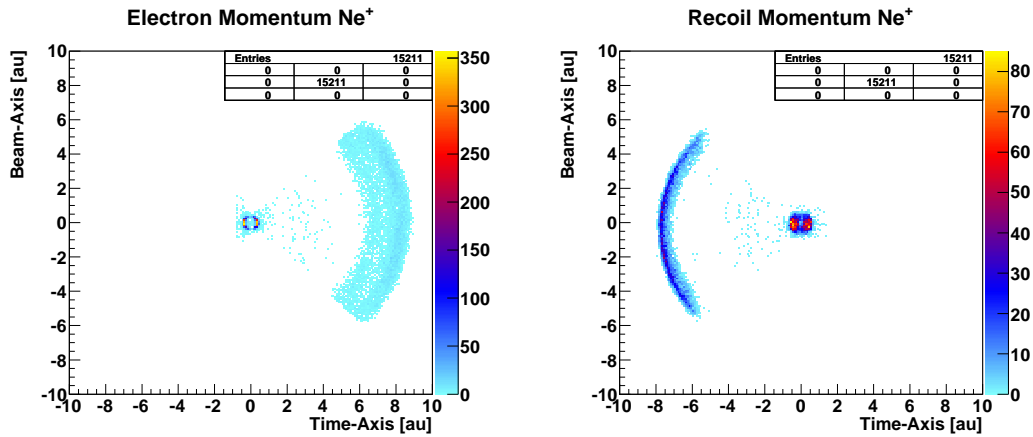 Electron Momentum Ne⁺
Entries 15211
0 0 0
0 15211 0
0 0 0
Beam-Axis [au]
10
8
6
4
2
0
-2
-4
-6
-8
-10
-10 -8 -6 -4 -2 0 2 4 6 8 10
Time-Axis [au]
350
300
250
200
150
100
50
0
Recoil Momentum Ne⁺
Entries 15211
0 0 0
0 15211 0
0 0 0
Beam-Axis [au]
10
8
6
4
2
0
-2
-4
-6
-8
-10
-10 -8 -6 -4 -2 0 2 4 6 8 10
Time-Axis [au]
80
70
60
50
40
30
20
10
0